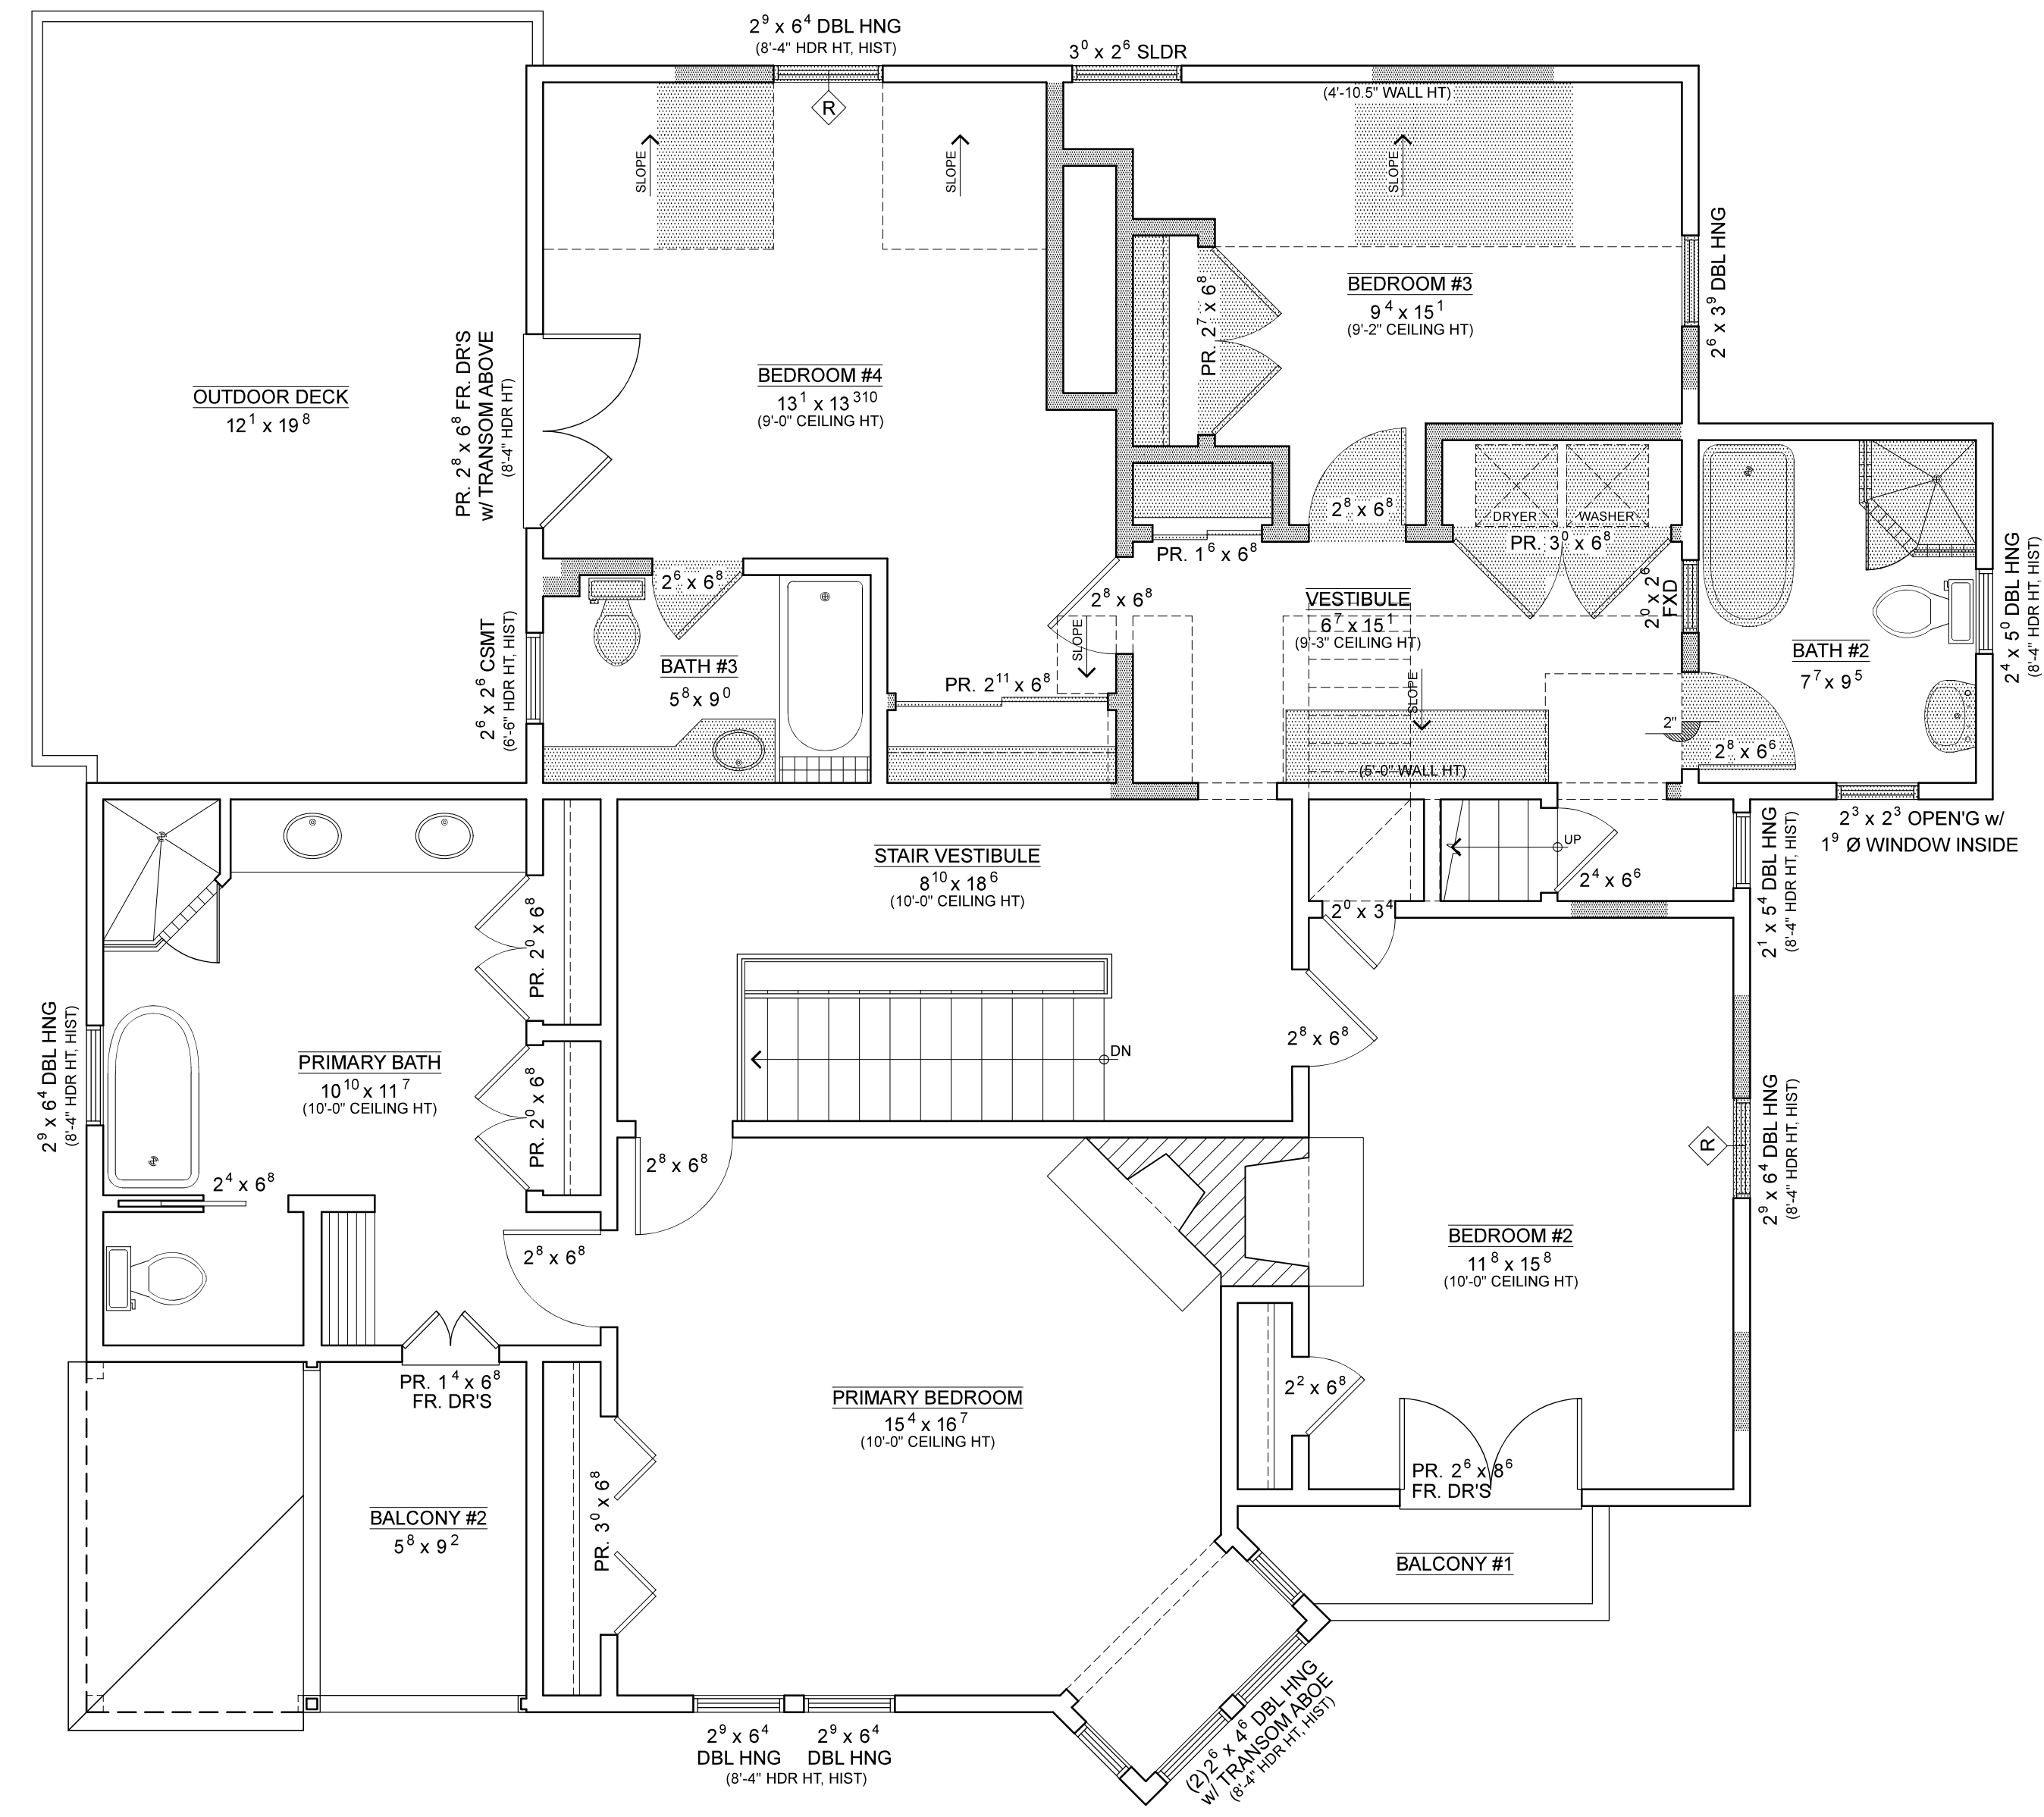 2⁹ x 6⁴ DBL HNG
(8'-4" HDR HT, HIST)
3⁰ x 2⁶ SLDR
R
(4'-10.5" WALL HT)
SLOPE
SLOPE
SLOPE
2⁶ x 3⁹ DBL HNG
BEDROOM #3
9⁴ x 15¹
(9'-2" CEILING HT)
PR. 2⁷ x 6⁸
OUTDOOR DECK
12¹ x 19⁸
PR. 2⁸ x 6⁸ FR. DR'S
w/ TRANSOM ABOVE
(8'-4" HDR HT)
BEDROOM #4
13¹ x 13³¹⁰
(9'-0" CEILING HT)
2⁸ x 6⁸
DRYER
WASHER
PR. 3⁰ x 6⁸
PR. 1⁶ x 6⁸
2⁶ x 6⁸
2⁸ x 6⁸
SLOPE
VESTIBULE
6⁷ x 15¹
(9'-3" CEILING HT)
2⁰ x 2⁶
FXD
2⁴ x 5⁰ DBL HNG
(8'-4" HDR HT, HIST)
BATH #2
7⁷ x 9⁵
2⁶ x 2⁶ CSMT
(6'-6" HDR HT, HIST)
BATH #3
5⁸ x 9⁰
PR. 2¹¹ x 6⁸
SLOPE
2"
2⁸ x 6⁶
(5'-0" WALL HT)
2³ x 2³ OPEN'G w/
1⁹ Ø WINDOW INSIDE
STAIR VESTIBULE
8¹⁰ x 18⁶
(10'-0" CEILING HT)
UP
2⁴ x 6⁶
2⁰ x 3⁴
2¹ x 5⁴ DBL HNG
(8'-4" HDR HT, HIST)
PR. 2⁰ x 6⁸
2⁹ x 6⁴ DBL HNG
(8'-4" HDR HT, HIST)
PRIMARY BATH
10¹⁰ x 11⁷
(10'-0" CEILING HT)
PR. 2⁰ x 6⁸
DN
2⁸ x 6⁸
R
2⁹ x 6⁴ DBL HNG
(8'-4" HDR HT, HIST)
2⁴ x 6⁸
2⁸ x 6⁸
2⁸ x 6⁸
BEDROOM #2
11⁸ x 15⁸
(10'-0" CEILING HT)
PR. 1⁴ x 6⁸
FR. DR'S
PRIMARY BEDROOM
15⁴ x 16⁷
(10'-0" CEILING HT)
2² x 6⁸
PR. 2⁶ x 8⁶
FR. DR'S
PR. 3⁰ x 6⁸
BALCONY #2
5⁸ x 9²
BALCONY #1
2⁹ x 6⁴
DBL HNG
2⁹ x 6⁴
DBL HNG
(8'-4" HDR HT, HIST)
(2)2⁶ x 4⁶ DBL HNG
w/ TRANSOM ABOE
(8'-4" HDR HT, HIST)